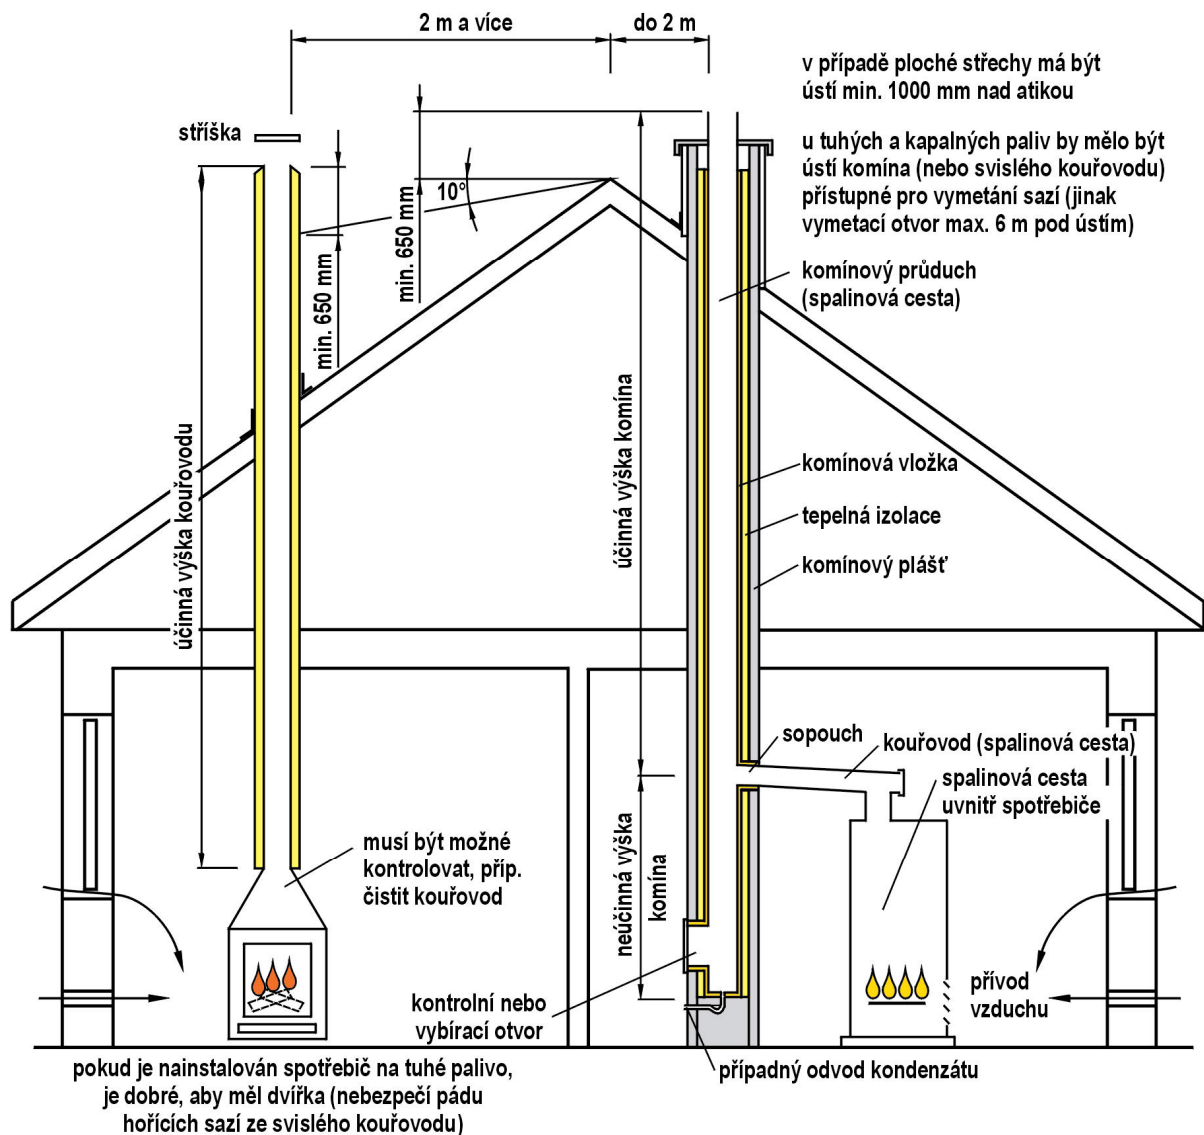 2 m a více
do 2 m
v případě ploché střechy má být
ústí min. 1000 mm nad atikou
stříška
u tuhých a kapalných paliv by mělo být
ústí komína (nebo svislého kouřovodu)
přístupné pro vymetání sazí (jinak
vymetací otvor max. 6 m pod ústím)
10°
min. 650 mm
min. 650 mm
komínový průduch
(spalinová cesta)
účinná výška kouřovodu
účinná výška komína
komínová vložka
tepelná izolace
komínový plášť
sopouch
kouřovod (spalinová cesta)
spalinová cesta
uvnitř spotřebiče
musí být možné
kontrolovat, příp.
čistit kouřovod
neúčinná výška
komína
kontrolní nebo
vybírací otvor
přívod
vzduchu
případný odvod kondenzátu
pokud je nainstalován spotřebič na tuhé palivo,
je dobré, aby měl dvířka (nebezpečí pádu
hořících sazí ze svislého kouřovodu)